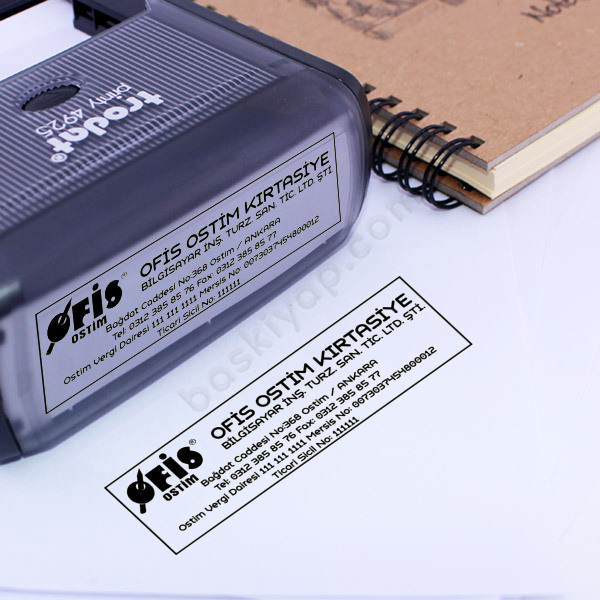 trodat®
printy 4925
Notebook
ÖFİS® OSTİM
OFİS OSTİM KIRTASİYE
BİLGİSAYAR İNŞ. TURZ. SAN. TİC. LTD. ŞTİ.
Bağdat Caddesi No:368 Ostim / ANKARA
Tel: 0312 385 85 76 Fax: 0312 385 85 77
Ostim Vergi Dairesi 111 111 1111 Mersis No: 0073037454800012
Ticari Sicil No: 111111
ÖFİS® OSTİM
OFİS OSTİM KIRTASİYE
BİLGİSAYAR İNŞ. TURZ. SAN. TİC. LTD. ŞTİ.
Bağdat Caddesi No:368 Ostim / ANKARA
Tel: 0312 385 85 76 Fax: 0312 385 85 77
Ostim Vergi Dairesi 111 111 1111 Mersis No: 0073037454800012
Ticari Sicil No: 111111
baskiyap.com